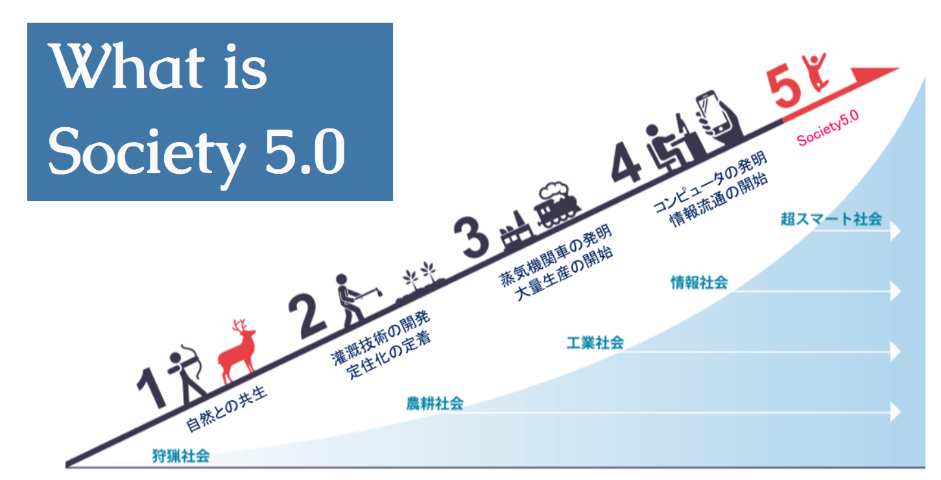 What is
Society 5.0
1
自然との共生
狩猟社会
2
灌漑技術の開発
定住化の定着
農耕社会
3
蒸気機関車の発明
大量生産の開始
工業社会
4
コンピュータの発明
情報流通の開始
情報社会
5
Society5.0
超スマート社会